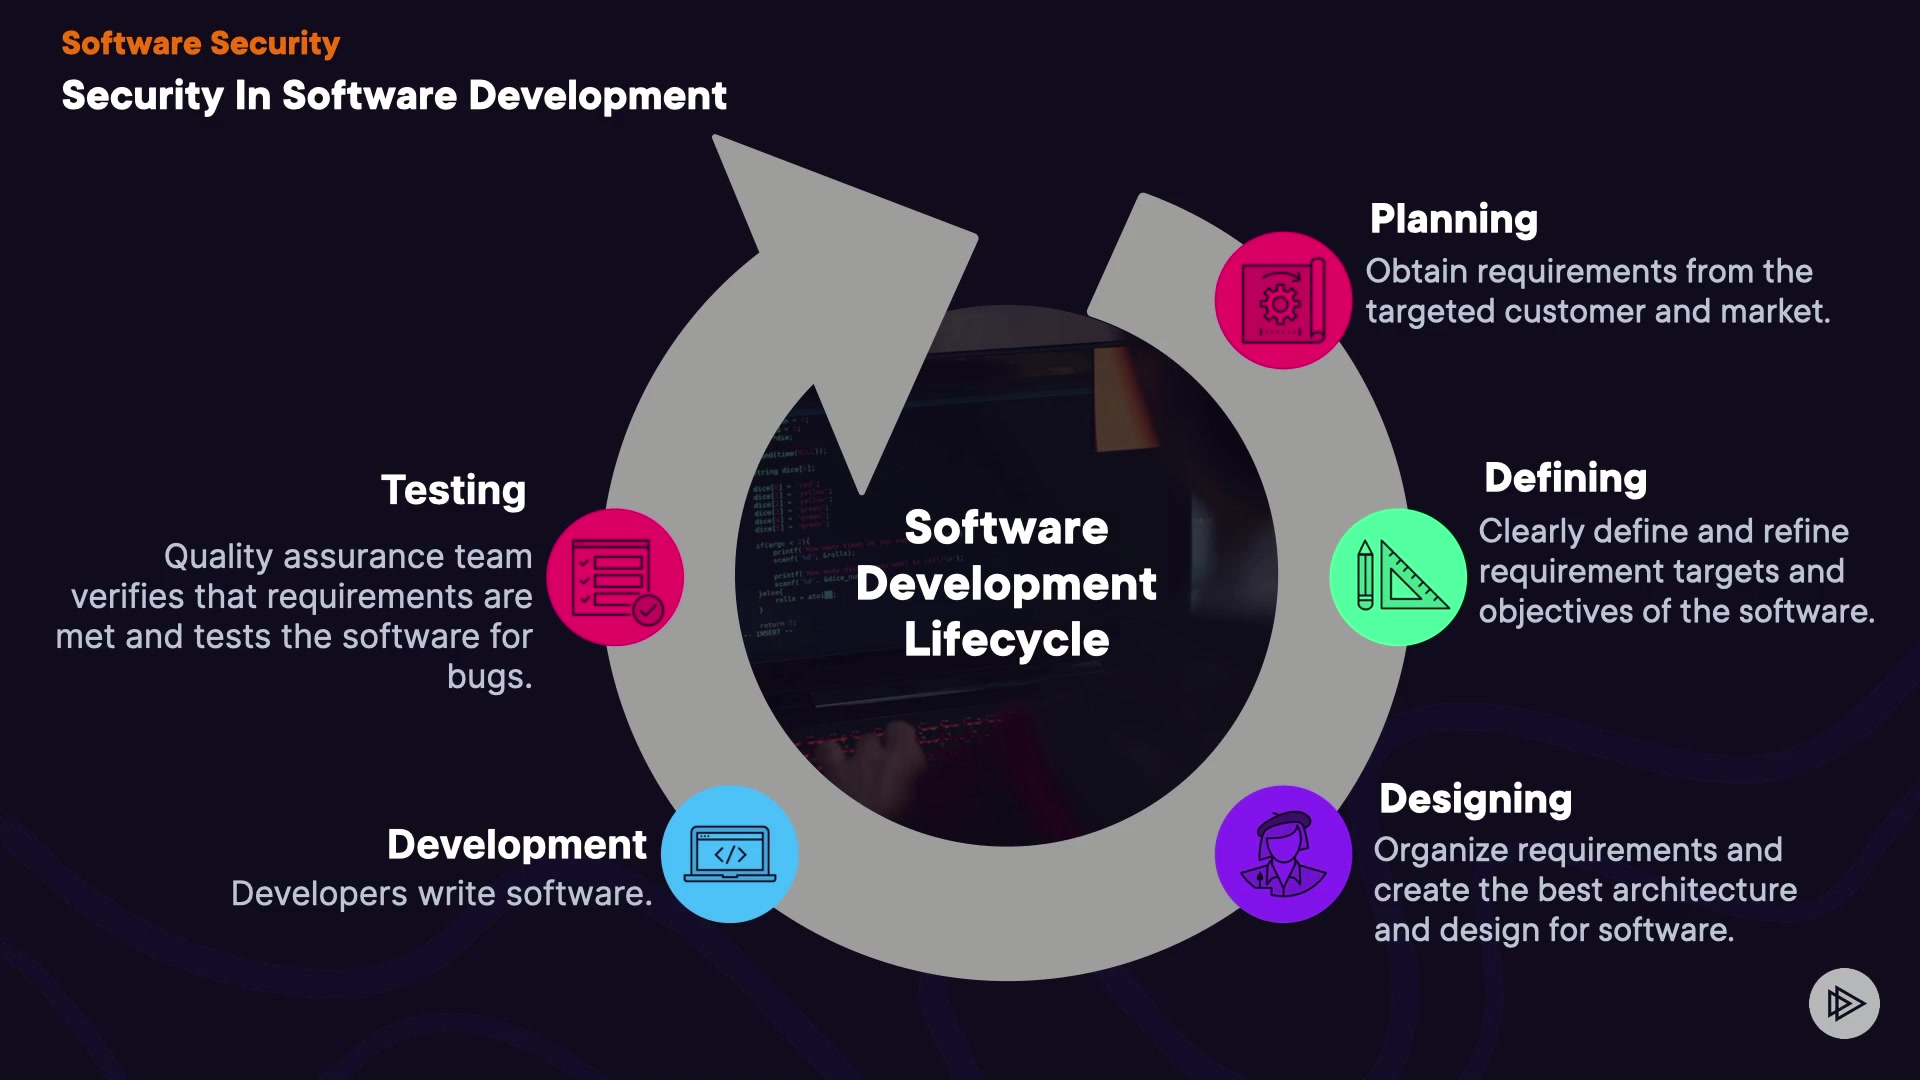 Software Security
Security In Software Development
Planning
Obtain requirements from the
targeted customer and market.
Defining
Clearly define and refine
requirement targets and
objectives of the software.
Designing
Organize requirements and
create the best architecture
and design for software.
Development
Developers write software.
Testing
Quality assurance team
verifies that requirements are
met and tests the software for
bugs.
Software
Development
Lifecycle